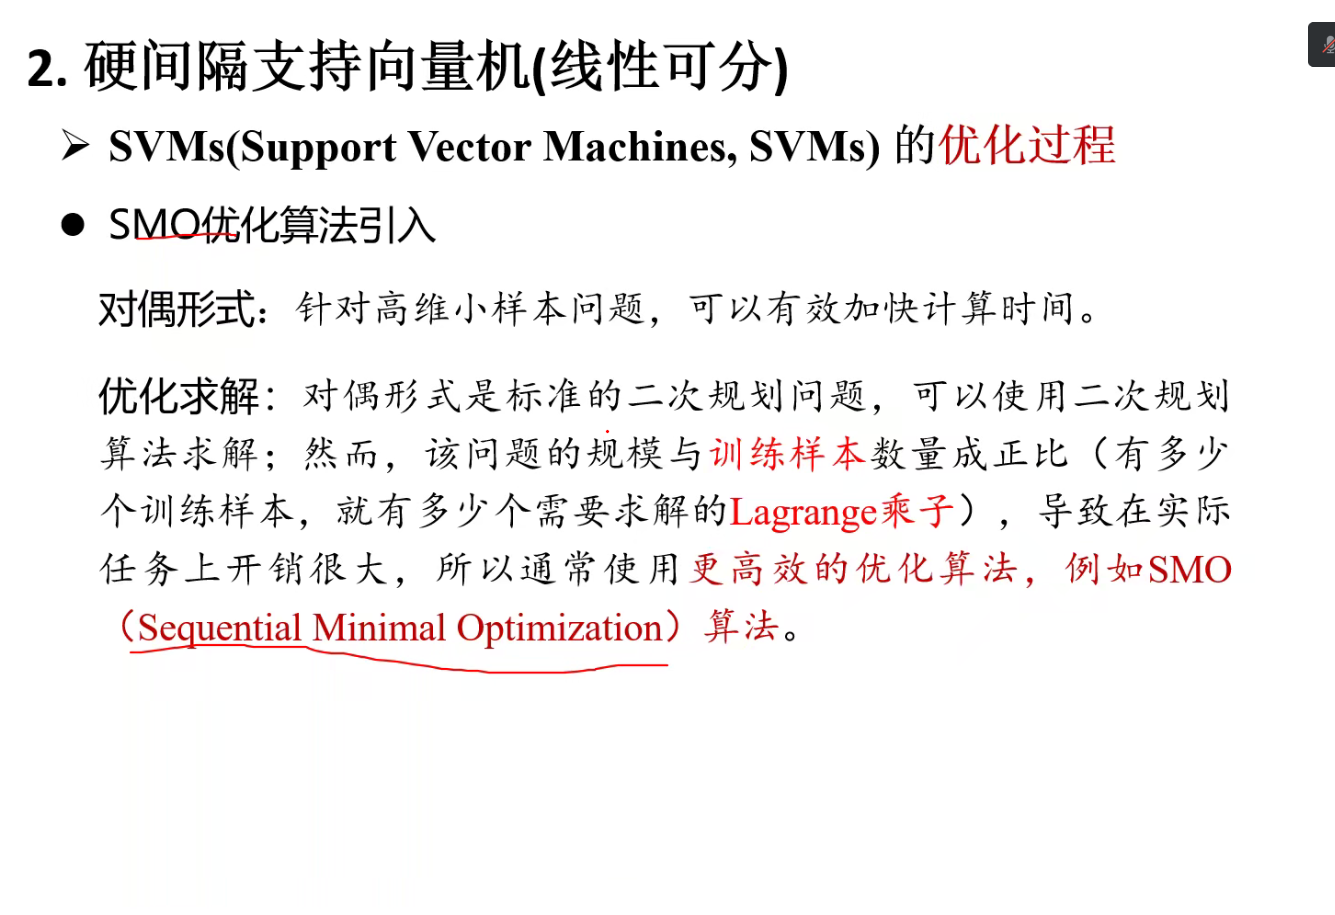 2. 硬间隔支持向量机(线性可分)
➢ SVMs(Support Vector Machines, SVMs) 的优化过程
● SMO优化算法引入
对偶形式：针对高维小样本问题，可以有效加快计算时间。
优化求解：对偶形式是标准的二次规划问题，可以使用二次规划
算法求解；然而，该问题的规模与训练样本数量成正比（有多少
个训练样本，就有多少个需要求解的Lagrange乘子），导致在实际
任务上开销很大，所以通常使用更高效的优化算法，例如SMO
（Sequential Minimal Optimization）算法。